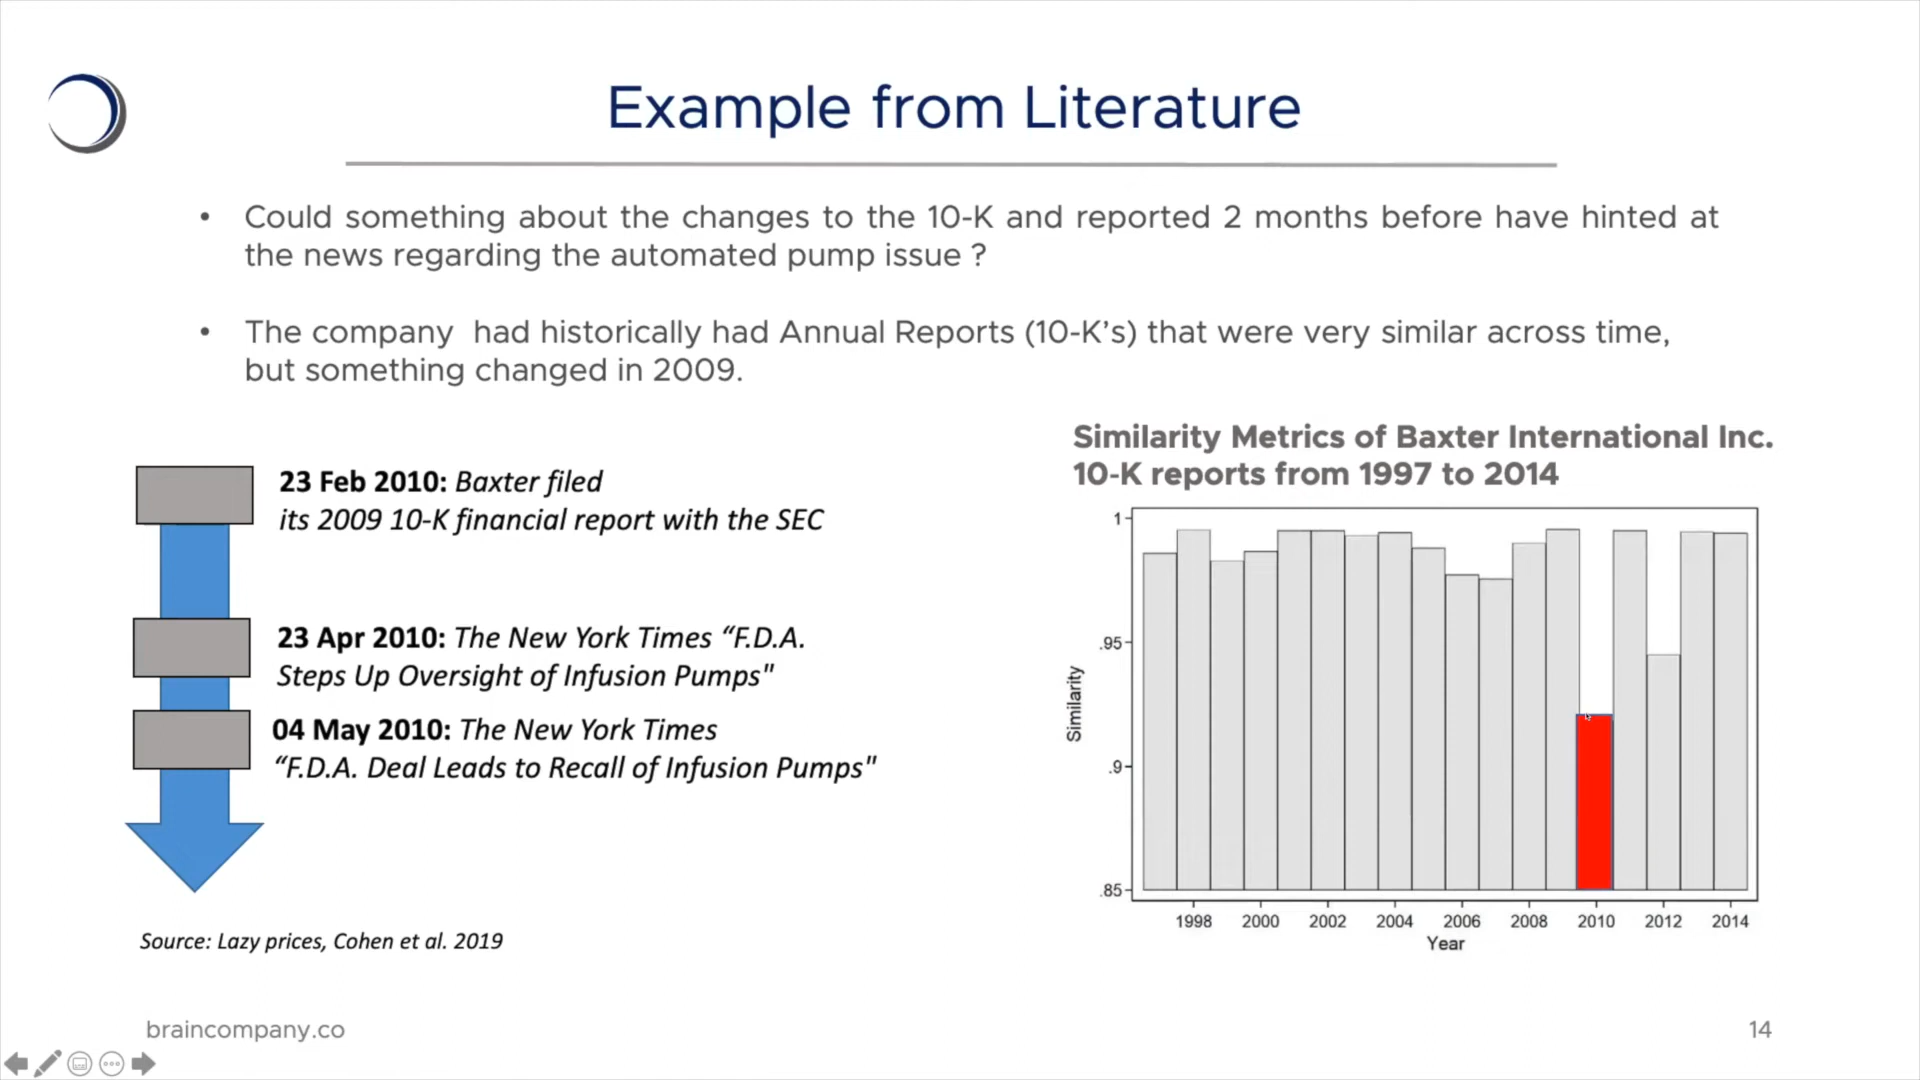 Example from Literature
• Could something about the changes to the 10-K and reported 2 months before have hinted at
the news regarding the automated pump issue ?
• The company  had historically had Annual Reports (10-K’s) that were very similar across time,
but something changed in 2009.
23 Feb 2010: Baxter filed
its 2009 10-K financial report with the SEC
23 Apr 2010: The New York Times “F.D.A.
Steps Up Oversight of Infusion Pumps"
04 May 2010: The New York Times
“F.D.A. Deal Leads to Recall of Infusion Pumps"
Source: Lazy prices, Cohen et al. 2019
Similarity Metrics of Baxter International Inc.
10-K reports from 1997 to 2014
1
.95
.9
.85
Similarity
1998 2000 2002 2004 2006 2008 2010 2012 2014
Year
braincompany.co
14